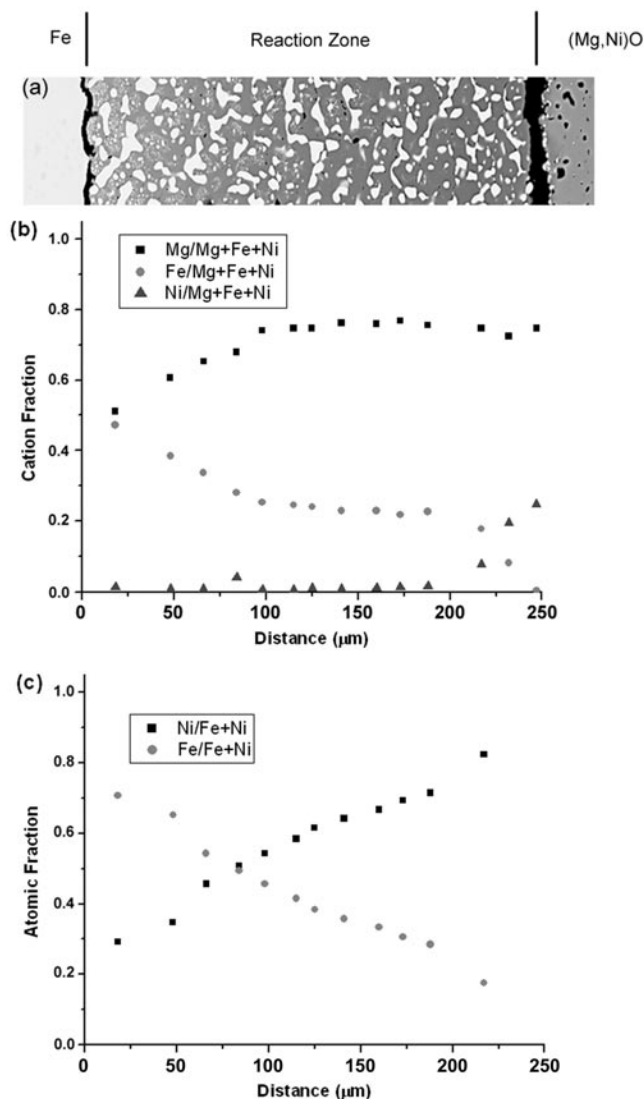 Fe Reaction Zone (Mg,Ni)O
(a)
(b)
1.0
0.8
0.6
0.4
0.2
0.0
Mg/Mg+Fe+Ni
Fe/Mg+Fe+Ni
Ni/Mg+Fe+Ni
Cation Fraction
0 50 100 150 200 250
Distance (µm)
(c)
1.0
0.8
0.6
0.4
0.2
0.0
Ni/Fe+Ni
Fe/Fe+Ni
Atomic Fraction
0 50 100 150 200 250
Distance (µm)